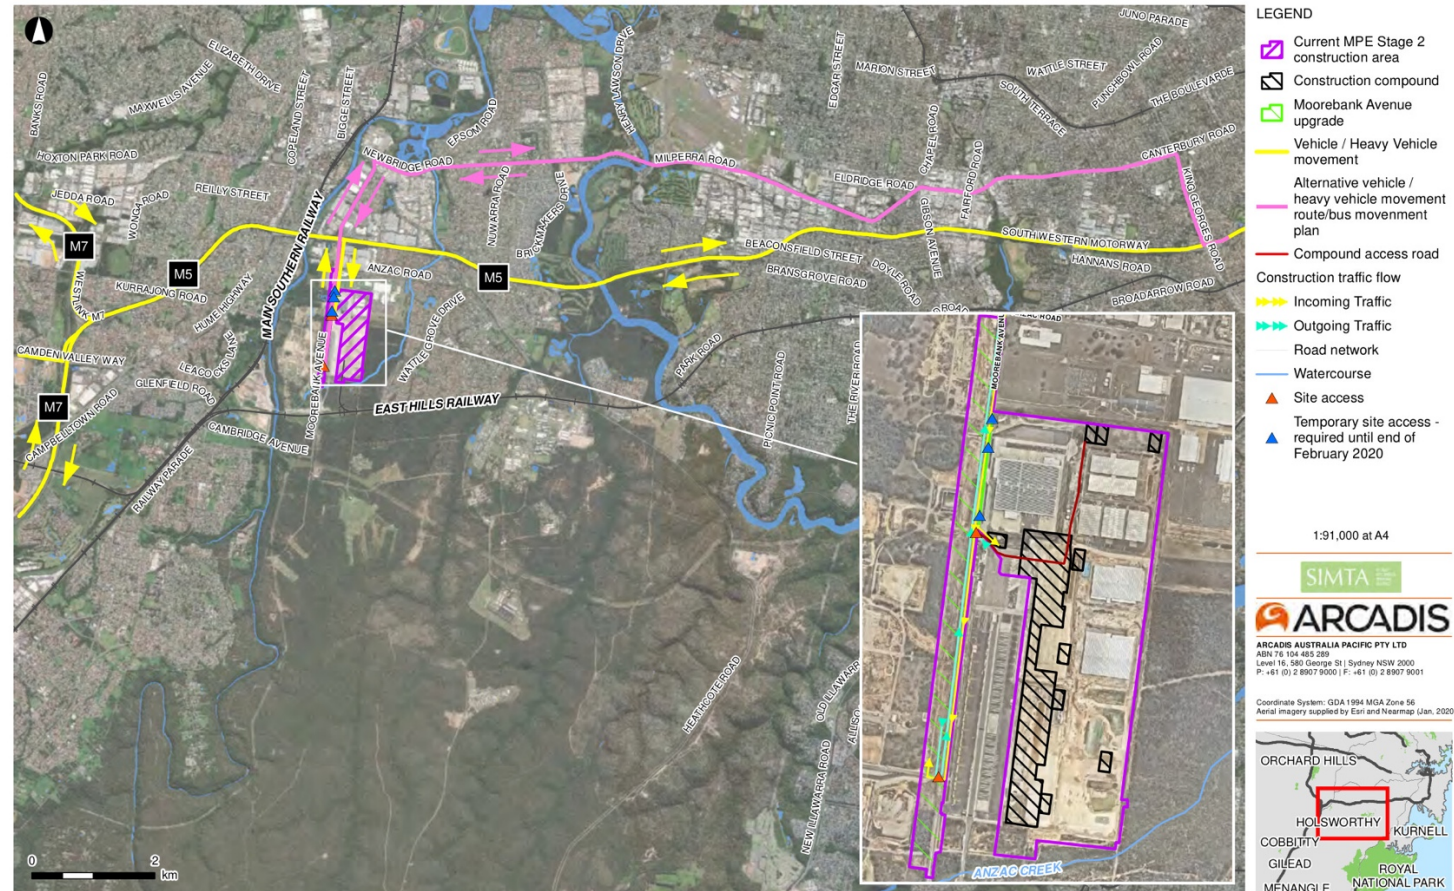 JUNO PARADE
WATTLE STREET
PUNCHBOWL ROAD
MARION STREET
EDGAR STREET
HENRY LAWSON DRIVE
ELIZABETH DRIVE
MAXWELLS AVENUE
BANKS ROAD
COPELAND STREET
BIGGE STREET
EPSOM ROAD
SOUTH TERRACE
THE BOULEVARDE
CANTERBURY ROAD
HOXTON PARK ROAD
NEWBRIDGE ROAD
MILPERRA ROAD
CHAPEL ROAD
ELDRIDGE ROAD
FAIRFORD ROAD
GIBSON AVENUE
KING GEORGES ROAD
JEDDA ROAD
WONGA ROAD
REILLY STREET
NUWARRA ROAD
BRICKMAKERS DRIVE
MAIN SOUTHERN RAILWAY
M7
M5
M5
SOUTH WESTERN MOTORWAY
BEACONSFIELD STREET
BRANSGROVE ROAD
DOYLE ROAD
HANNANS ROAD
BROADARROW ROAD
ANZAC ROAD
KURRAJONG ROAD
WESTLINK M7
HUME HIGHWAY
CAMDEN VALLEY WAY
LEACOCKS LANE
GLENFIELD ROAD
M7
CAMPBELLTOWN ROAD
CAMBRIDGE AVENUE
MOOREBANK AVENUE
WATTLE GROVE DRIVE
EAST HILLS RAILWAY
RAILWAY PARADE
PARK ROAD
PICNIC POINT ROAD
THE RIVER ROAD
HEATHCOTE ROAD
NEW ILLAWARRA ROAD
OLD ILLAWARR
ALLISO
MOOREBANK AVENU
ANZAC CREEK
0 2
km
LEGEND
Current MPE Stage 2
construction area
Construction compound
Moorebank Avenue
upgrade
Vehicle / Heavy Vehicle
movement
Alternative vehicle /
heavy vehicle movement
route/bus movenment
plan
Compound access road
Construction traffic flow
Incoming Traffic
Outgoing Traffic
Road network
Watercourse
Site access
Temporary site access -
required until end of
February 2020
1:91,000 at A4
SIMTA
ARCADIS
ARCADIS AUSTRALIA PACIFIC PTY LTD
ABN 76 104 485 289
Level 16, 580 George St | Sydney NSW 2000
P: +61 (0) 2 8907 9000 | F: +61 (0) 2 8907 9001
Coordinate System: GDA 1994 MGA Zone 56
Aerial imagery supplied by Esri and Nearmap (Jan, 2020
ORCHARD HILLS
HOLSWORTHY
KURNELL
COBBITTY
GILEAD
ROYAL
NATIONAL PARK
MENANGLE